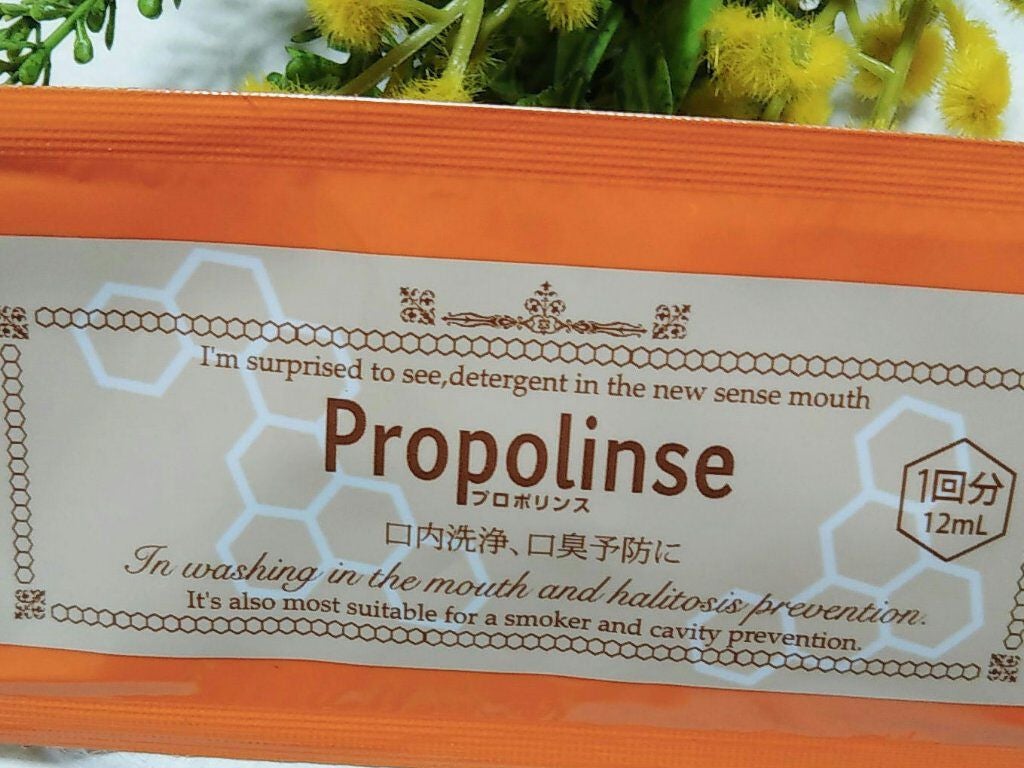 I'm surprised to see,detergent in the new sense mouth
Propolinse
プロポリンス
口内洗浄、口臭予防に
In washing in the mouth and halitosis prevention.
It's also most suitable for a smoker and cavity prevention.
1回分
12mL